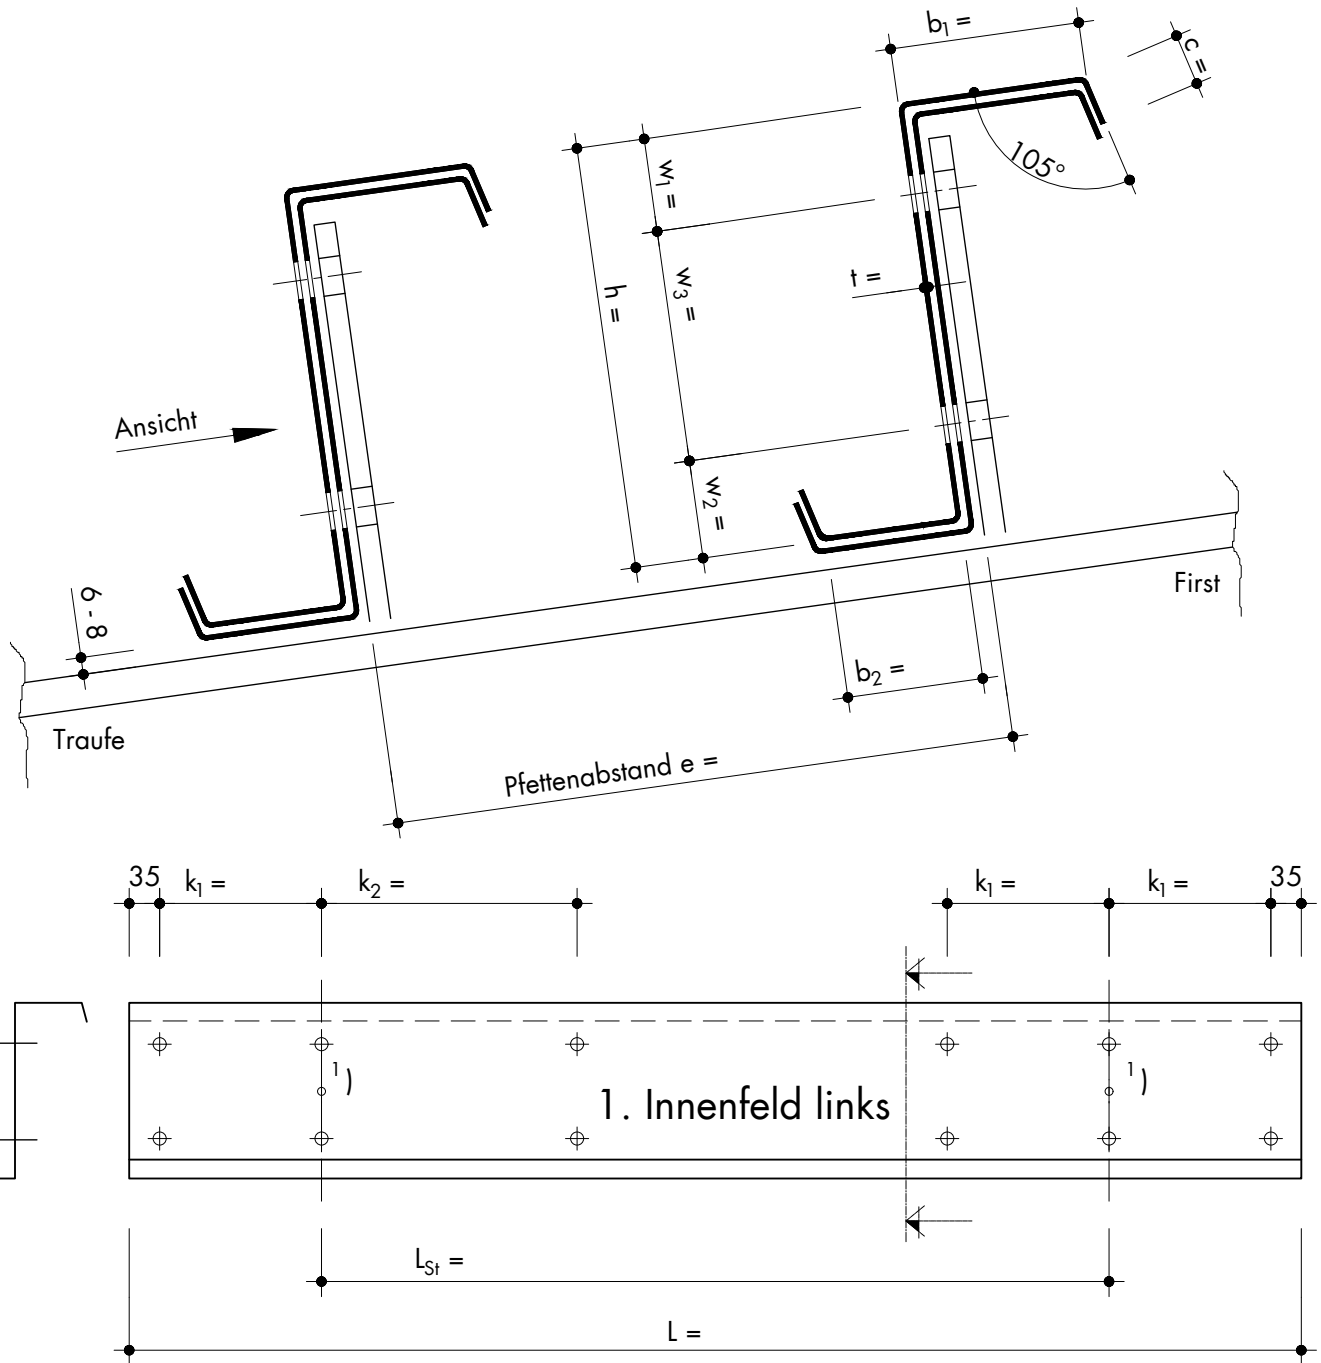 b₁ =
c =
105°
w₁ =
h =
w₃ =
t =
Ansicht
w₂ =
6 - 8
First
b₂ =
Traufe
Pfettenabstand e =
35 k₁ = k₂ = k₁ = k₁ = 35
¹) ¹)
1. Innenfeld links
L_St =
L =